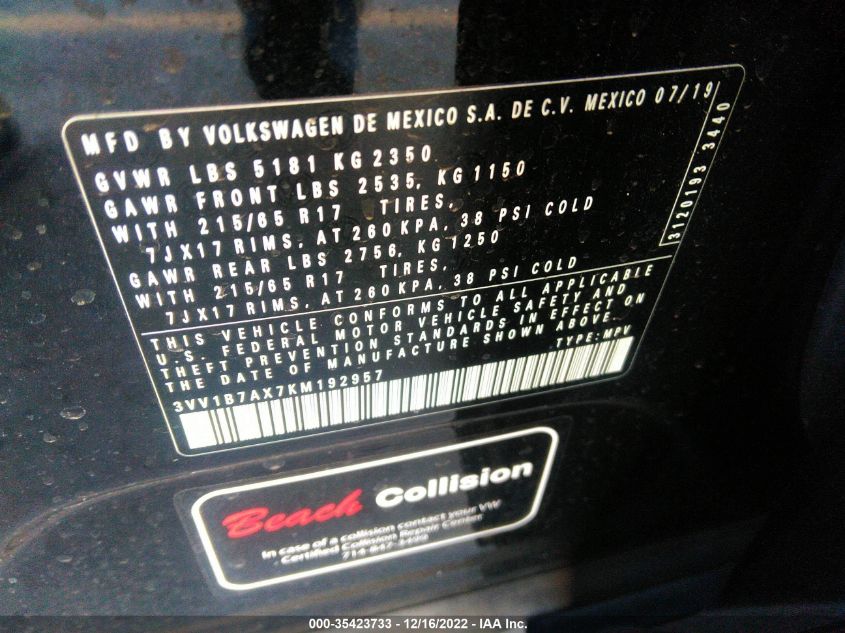 MFD BY VOLKSWAGEN DE MEXICO S.A. DE C.V. MEXICO 07/19
GVWR LBS 5181 KG 2350
GAWR FRONT LBS 2535, KG 1150
WITH 215/65 R17 TIRES,
7JX17 RIMS, AT 260 KPA, 38 PSI COLD
GAWR REAR LBS 2756, KG 1250
WITH 215/65 R17 TIRES,
7JX17 RIMS, AT 260 KPA, 38 PSI COLD
3120193 3440
THIS VEHICLE CONFORMS TO ALL APPLICABLE
U.S. FEDERAL MOTOR VEHICLE SAFETY AND
THEFT PREVENTION STANDARDS IN EFFECT ON
THE DATE OF MANUFACTURE SHOWN ABOVE.
3VV1B7AX7KM192957 TYPE: MPV
Beach Collision
In case of a collision contact your VW
Certified Collision Repair Center
000-35423733 - 12/16/2022 - IAA Inc.